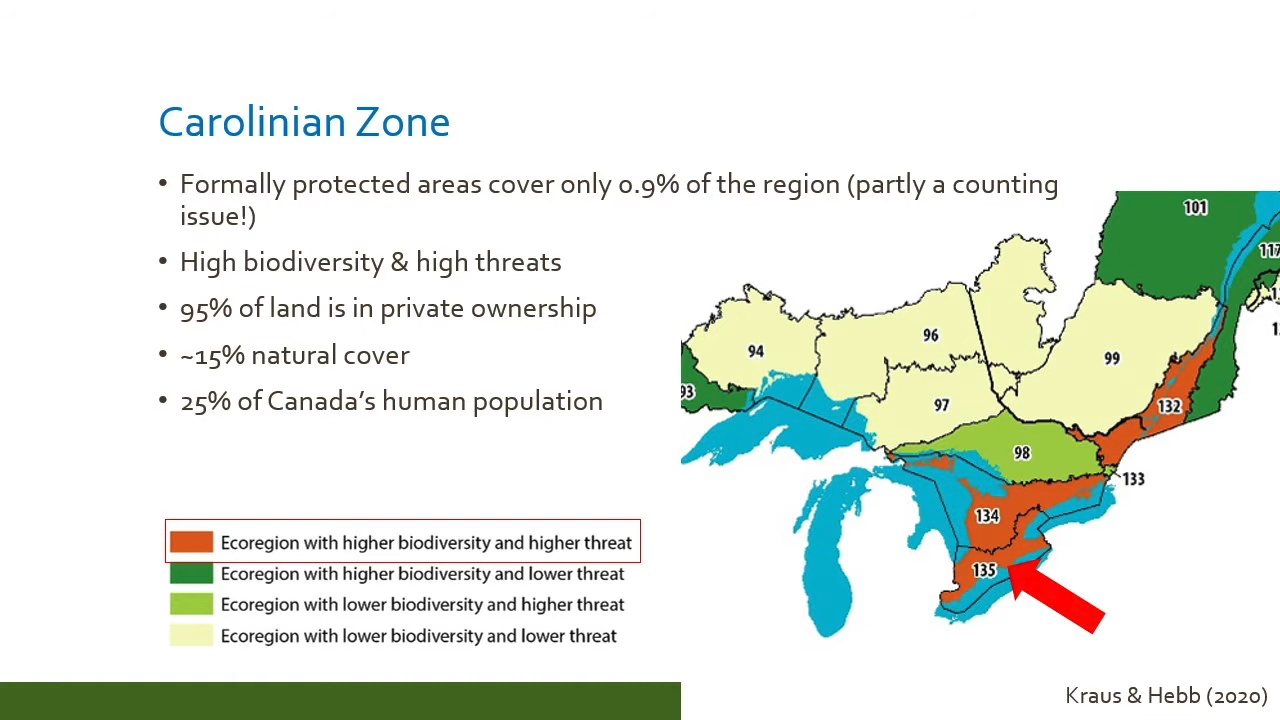 Carolinian Zone
• Formally protected areas cover only 0.9% of the region (partly a counting
issue!)
• High biodiversity & high threats
• 95% of land is in private ownership
• ~15% natural cover
• 25% of Canada's human population
Ecoregion with higher biodiversity and higher threat
Ecoregion with higher biodiversity and lower threat
Ecoregion with lower biodiversity and higher threat
Ecoregion with lower biodiversity and lower threat
101
117
96
94
99
93
97
132
98
133
134
135
Kraus & Hebb (2020)